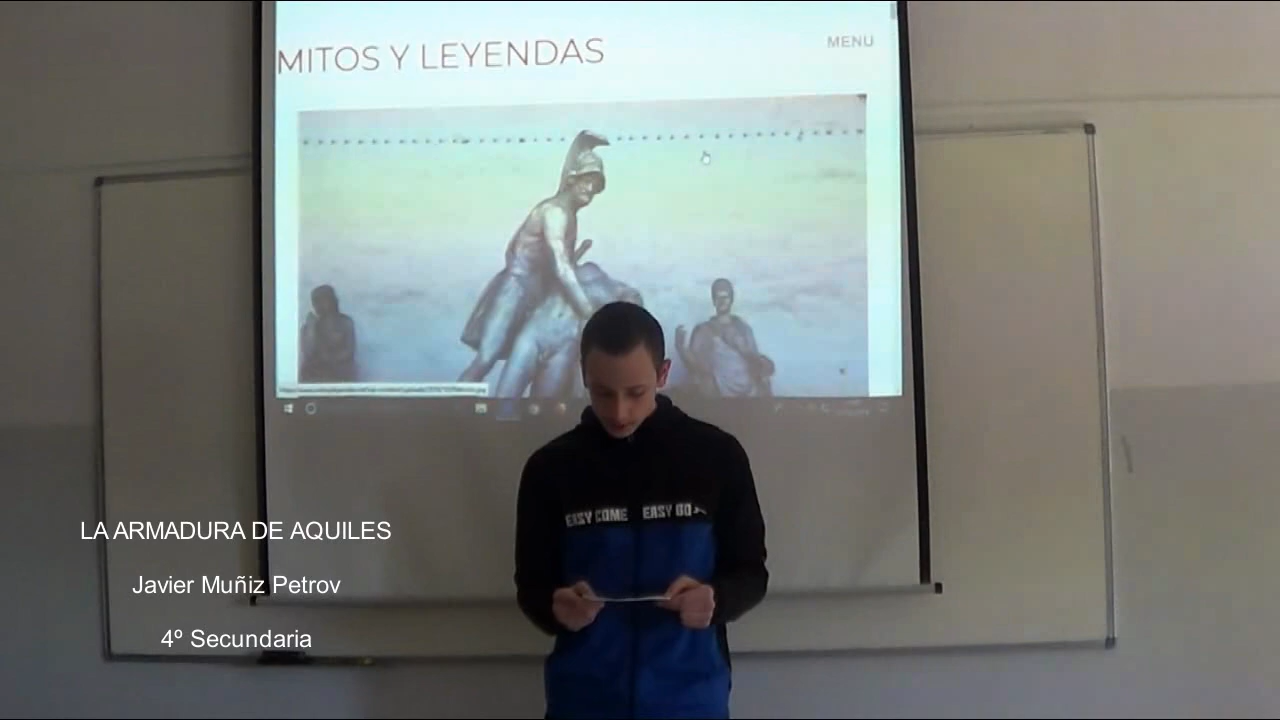 MITOS Y LEYENDAS
MENU
EASY COME EASY GO
LA ARMADURA DE AQUILES
Javier Muñiz Petrov
4º Secundaria